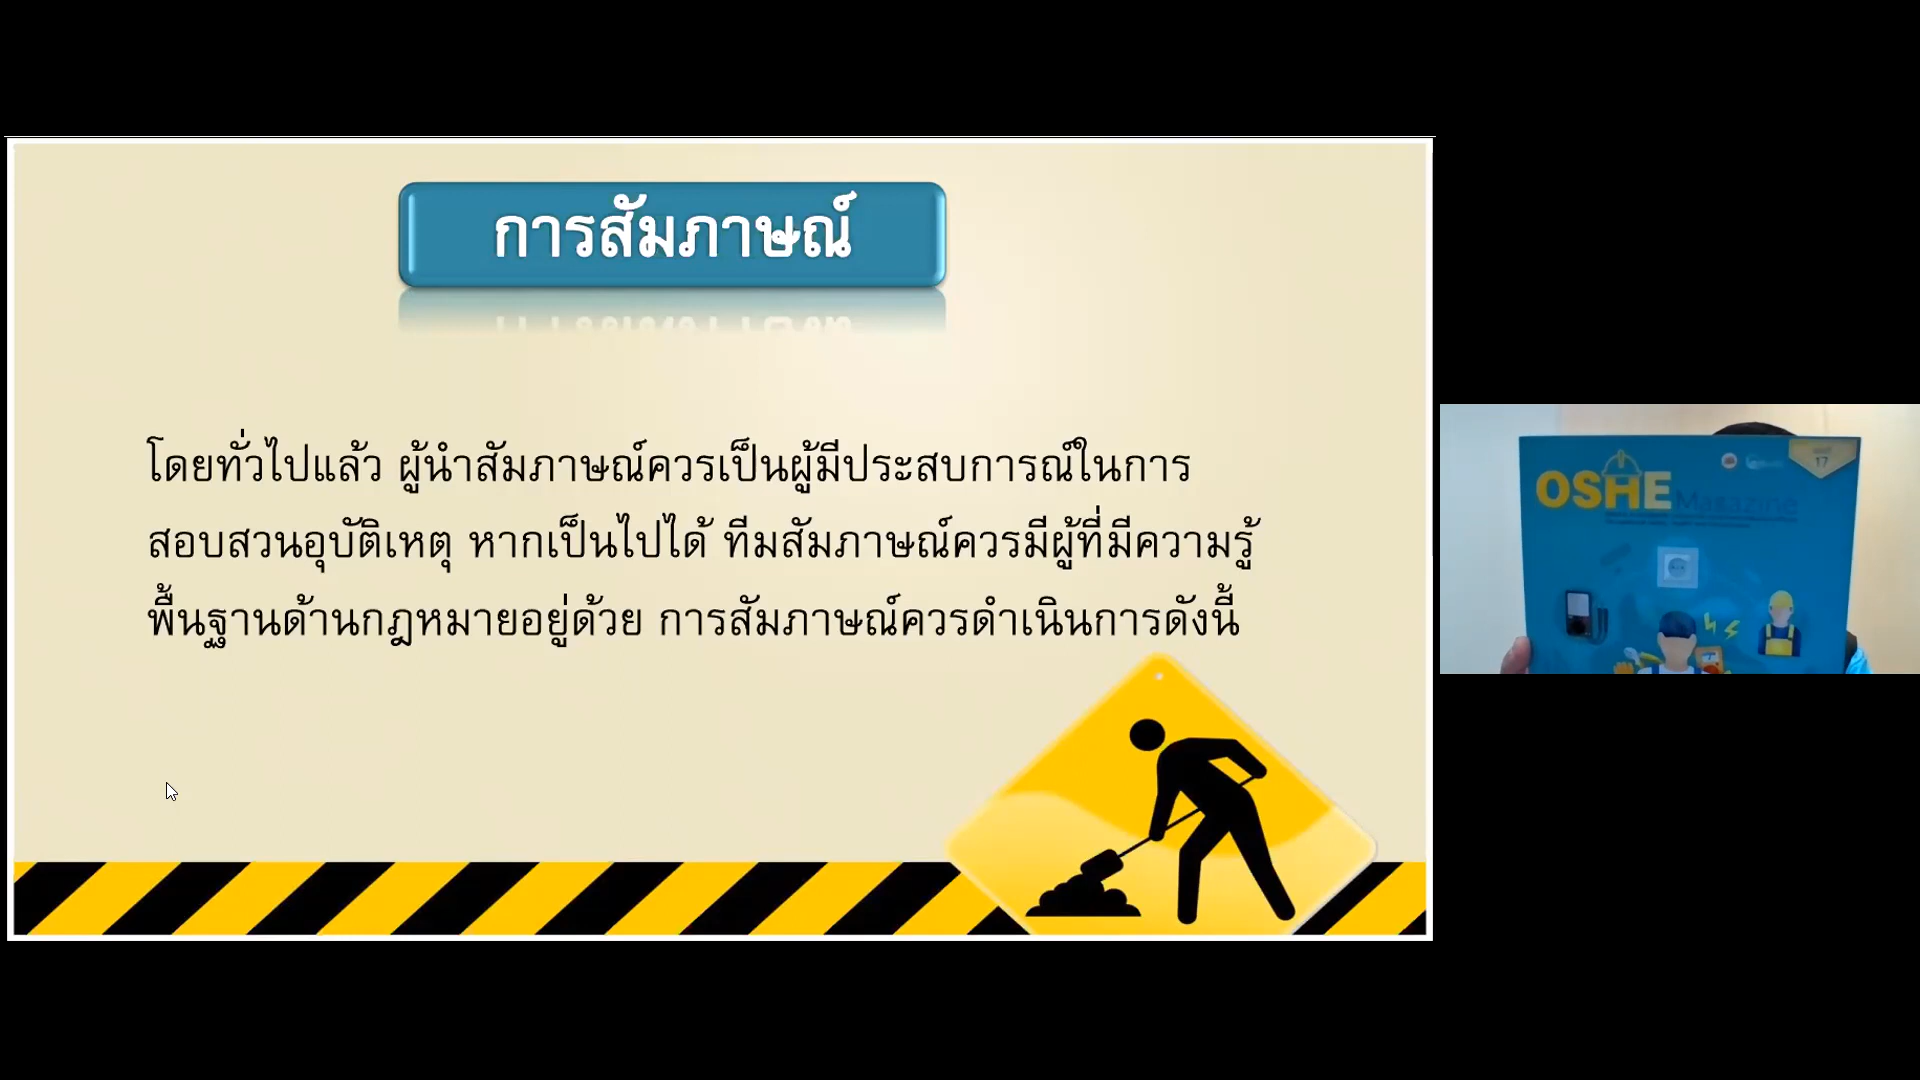 การสัมภาษณ์
โดยทั่วไปแล้ว ผู้นำสัมภาษณ์ควรเป็นผู้มีประสบการณ์ในการ
สอบสวนอุบัติเหตุ หากเป็นไปได้ ทีมสัมภาษณ์ควรมีผู้ที่มีความรู้
พื้นฐานด้านกฎหมายอยู่ด้วย การสัมภาษณ์ควรดำเนินการดังนี้
17
OSHE Magazine